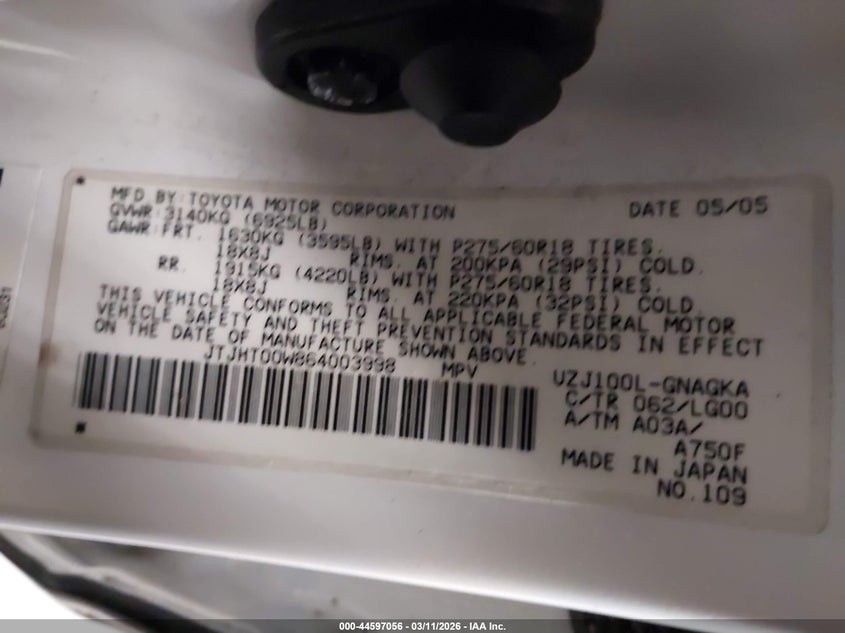 MFD BY: TOYOTA MOTOR CORPORATION DATE 05/05
GVWR: 3140KG (6925LB)
GAWR: FRT. 1630KG (3595LB) WITH P275/60R18 TIRES.
18X8J RIMS. AT 200KPA (29PSI) COLD.
RR. 1915KG (4220LB) WITH P275/60R18 TIRES.
18X8J RIMS. AT 220KPA (32PSI) COLD.
THIS VEHICLE CONFORMS TO ALL APPLICABLE FEDERAL MOTOR
VEHICLE SAFETY AND THEFT PREVENTION STANDARDS IN EFFECT
ON THE DATE OF MANUFACTURE SHOWN ABOVE.
JTJHT00W864003998 MPV
VZJ100L-GNAGKA
C/TR 062/LG00
A/TM A03A/
A750F
MADE IN JAPAN
NO.109
000-44597056 - 03/11/2026 - IAA Inc.